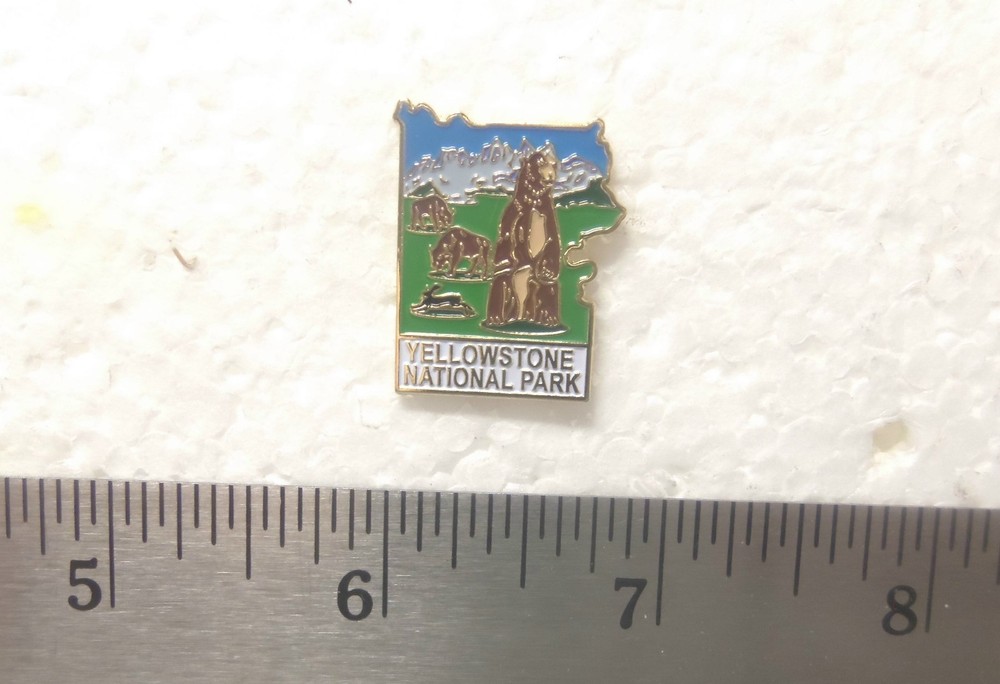 YELLOWSTONE
NATIONAL PARK
5 6 7 8